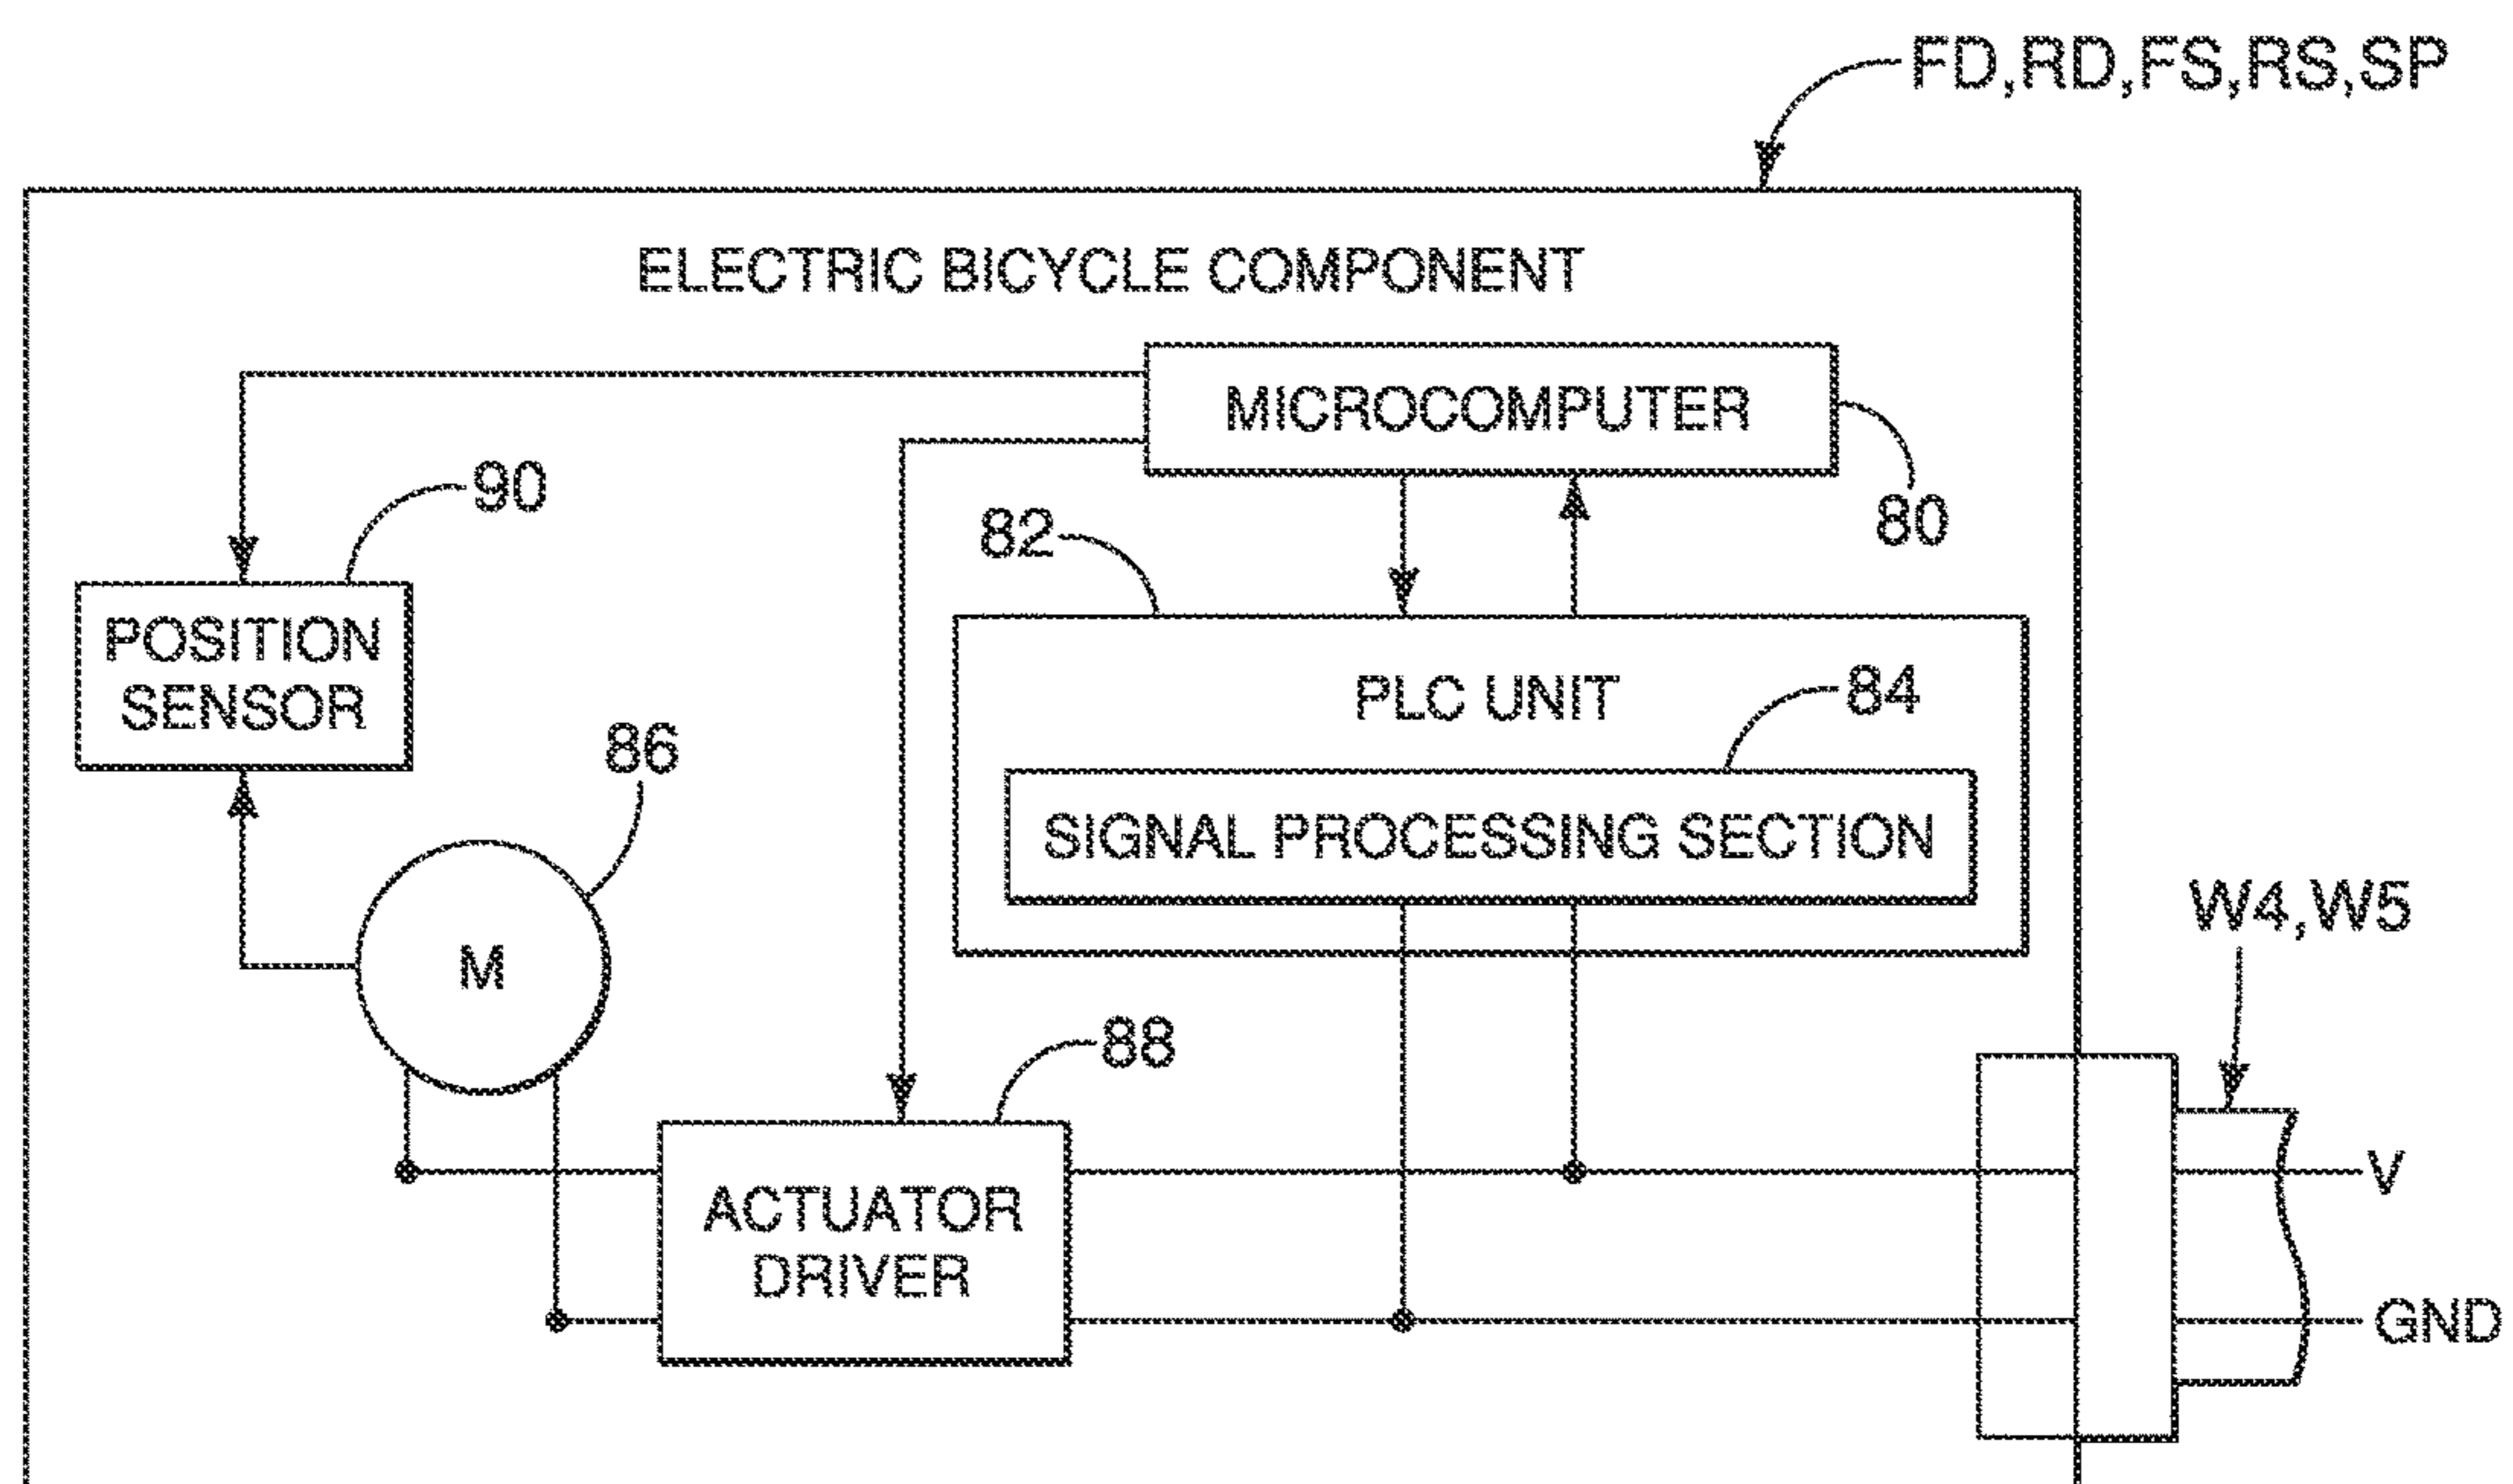 FD,RD,FS,RS,SP
ELECTRIC BICYCLE COMPONENT
MICROCOMPUTER
80
90
82
POSITION
SENSOR
PLC UNIT
84
86
SIGNAL PROCESSING SECTION
W4,W5
M
88
ACTUATOR
DRIVER
V
GND